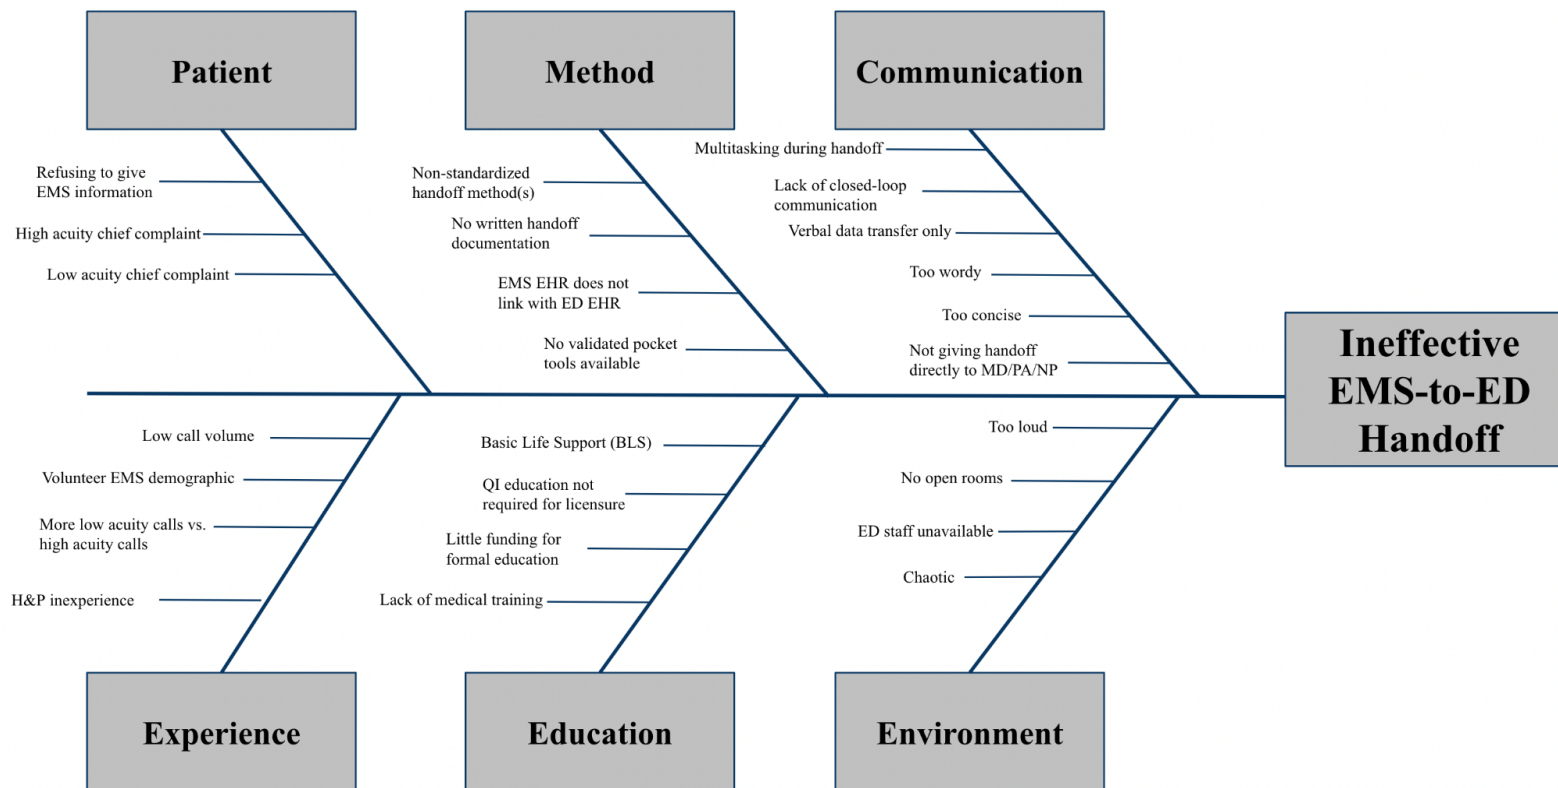 Patient
Method
Communication
Refusing to give
EMS information
High acuity chief complaint
Low acuity chief complaint
Non-standardized
handoff method(s)
No written handoff
documentation
EMS EHR does not
link with ED EHR
No validated pocket
tools available
Multitasking during handoff
Lack of closed-loop
communication
Verbal data transfer only
Too wordy
Too concise
Not giving handoff
directly to MD/PA/NP
Ineffective
EMS-to-ED
Handoff
Low call volume
Volunteer EMS demographic
More low acuity calls vs.
high acuity calls
H&P inexperience
Basic Life Support (BLS)
QI education not
required for licensure
Little funding for
formal education
Lack of medical training
Too loud
No open rooms
ED staff unavailable
Chaotic
Experience
Education
Environment